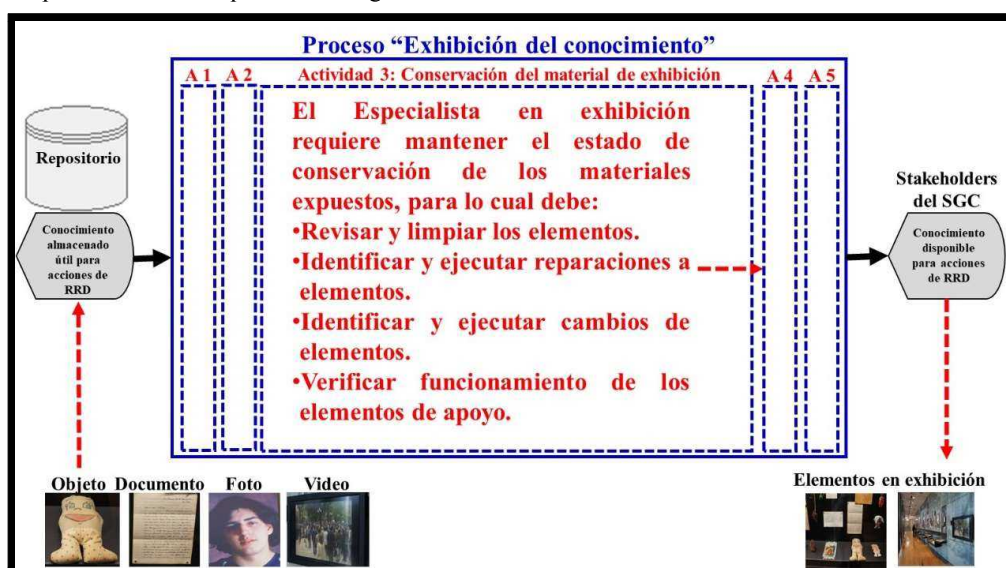 Proceso “Exhibición del conocimiento”
A 1 A 2 Actividad 3: Conservación del material de exhibición A 4 A 5
El Especialista en exhibición
requiere mantener el estado de
conservación de los materiales
expuestos, para lo cual debe:
•Revisar y limpiar los elementos.
•Identificar y ejecutar reparaciones a
elementos.
•Identificar y ejecutar cambios de
elementos.
•Verificar funcionamiento de los
elementos de apoyo.
Repositorio
Conocimiento
almacenado
útil para
acciones de
RRD
Stakeholders
del SGC
Conocimiento
disponible
para acciones
de RRD
Objeto Documento Foto Video
Elementos en exhibición